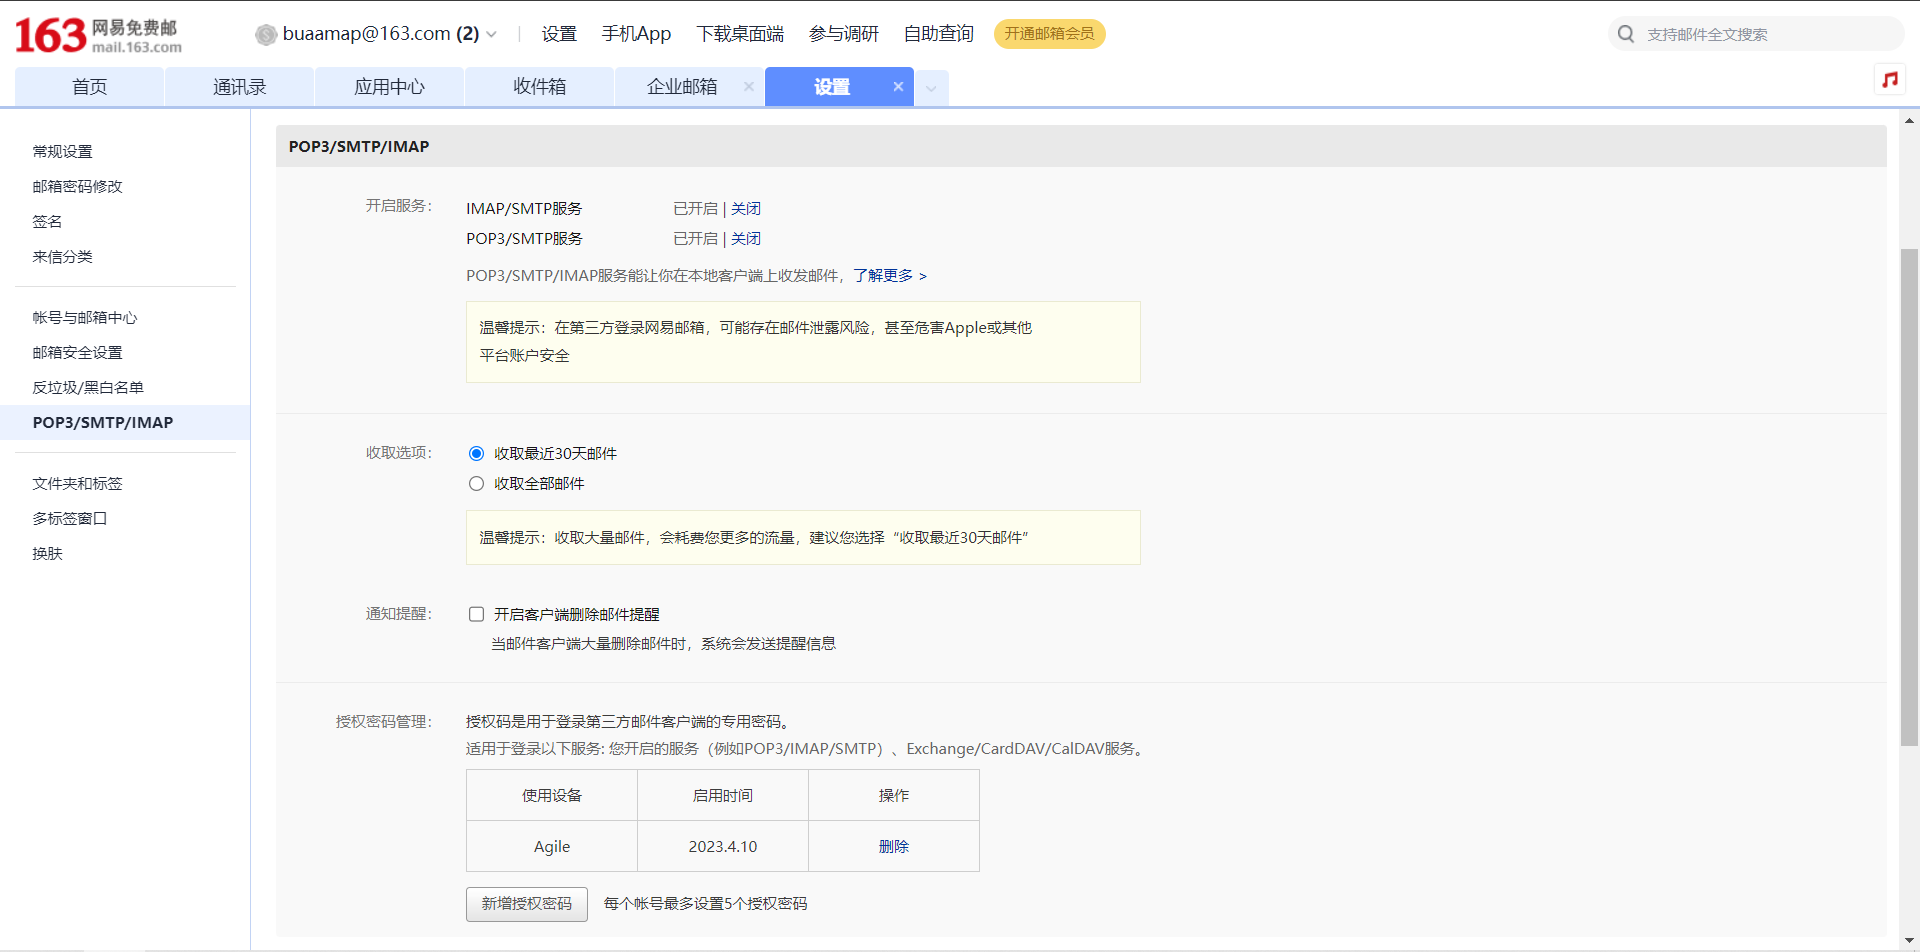 163 网易免费邮
mail.163.com
buaamap@163.com (2)
设置
手机App
下载桌面端
参与调研
自助查询
开通邮箱会员
支持邮件全文搜索
首页
通讯录
应用中心
收件箱
企业邮箱
设置
常规设置
邮箱密码修改
签名
来信分类
帐号与邮箱中心
邮箱安全设置
反垃圾/黑白名单
POP3/SMTP/IMAP
文件夹和标签
多标签窗口
换肤
POP3/SMTP/IMAP
开启服务:
IMAP/SMTP服务 已开启 | 关闭
POP3/SMTP服务 已开启 | 关闭
POP3/SMTP/IMAP服务能让你在本地客户端上收发邮件，了解更多 >
温馨提示：在第三方登录网易邮箱，可能存在邮件泄露风险，甚至危害Apple或其他
平台账户安全
收取选项:
收取最近30天邮件
收取全部邮件
温馨提示：收取大量邮件，会耗费您更多的流量，建议您选择“收取最近30天邮件”
通知提醒:
开启客户端删除邮件提醒
当邮件客户端大量删除邮件时，系统会发送提醒信息
授权密码管理:
授权码是用于登录第三方邮件客户端的专用密码。
适用于登录以下服务: 您开启的服务（例如POP3/IMAP/SMTP）、Exchange/CardDAV/CalDAV服务。
使用设备 启用时间 操作
Agile 2023.4.10 删除
新增授权密码 每个帐号最多设置5个授权密码